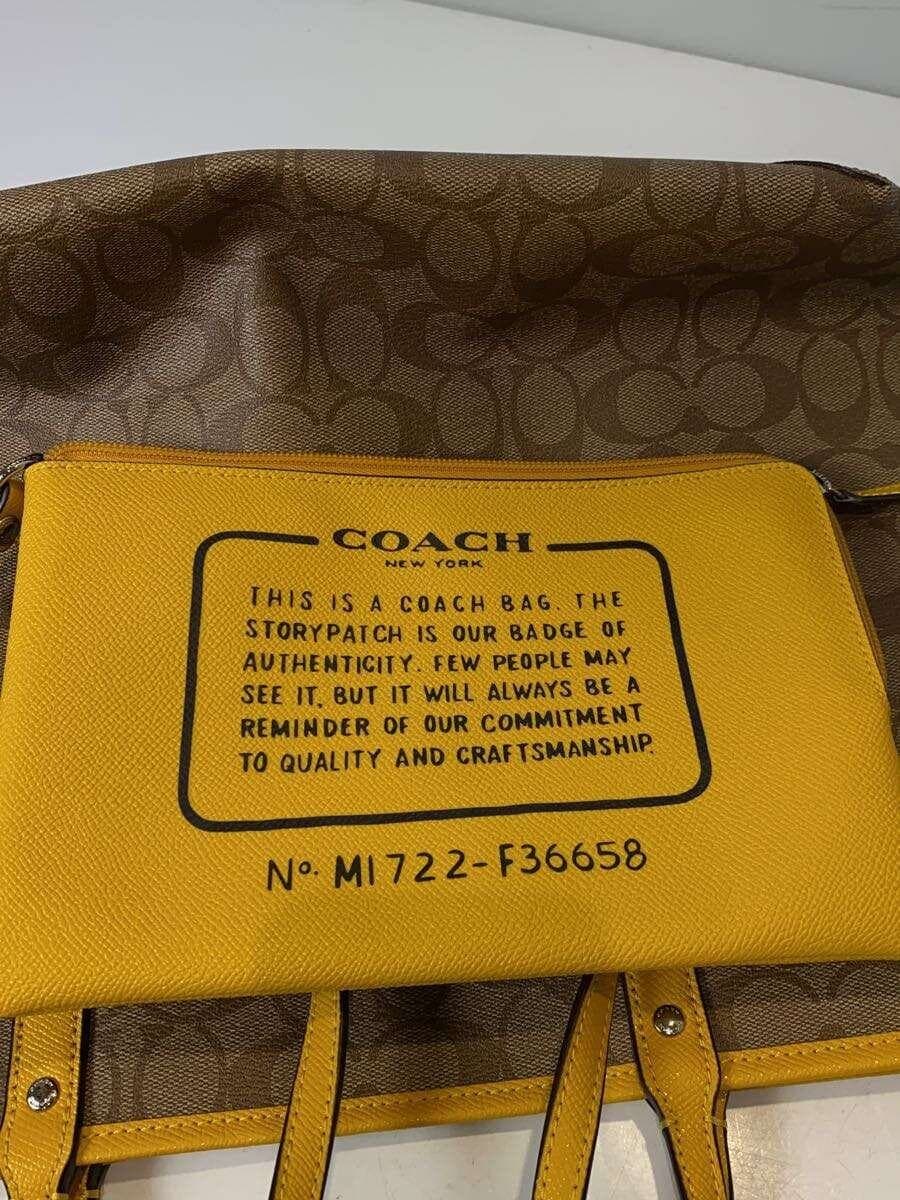 COACH
NEW YORK
THIS IS A COACH BAG. THE
STORYPATCH IS OUR BADGE OF
AUTHENTICITY. FEW PEOPLE MAY
SEE IT, BUT IT WILL ALWAYS BE A
REMINDER OF OUR COMMITMENT
TO QUALITY AND CRAFTSMANSHIP.
No. M1722-F36658